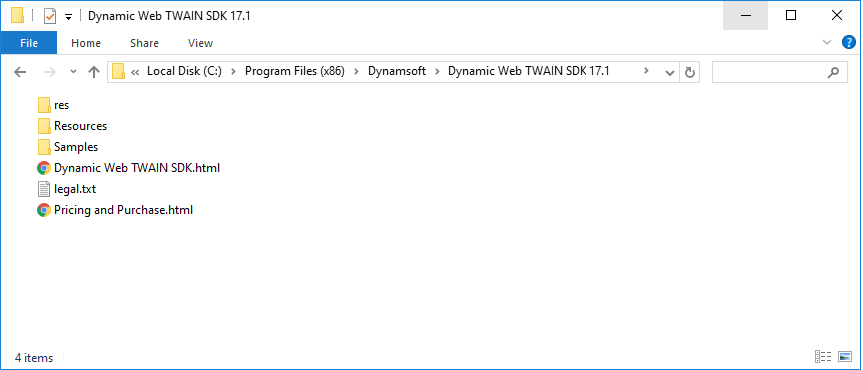 Dynamic Web TWAIN SDK 17.1
File Home Share View
Local Disk (C:) Program Files (x86) Dynamsoft Dynamic Web TWAIN SDK 17.1
res
Resources
Samples
Dynamic Web TWAIN SDK.html
legal.txt
Pricing and Purchase.html
4 items